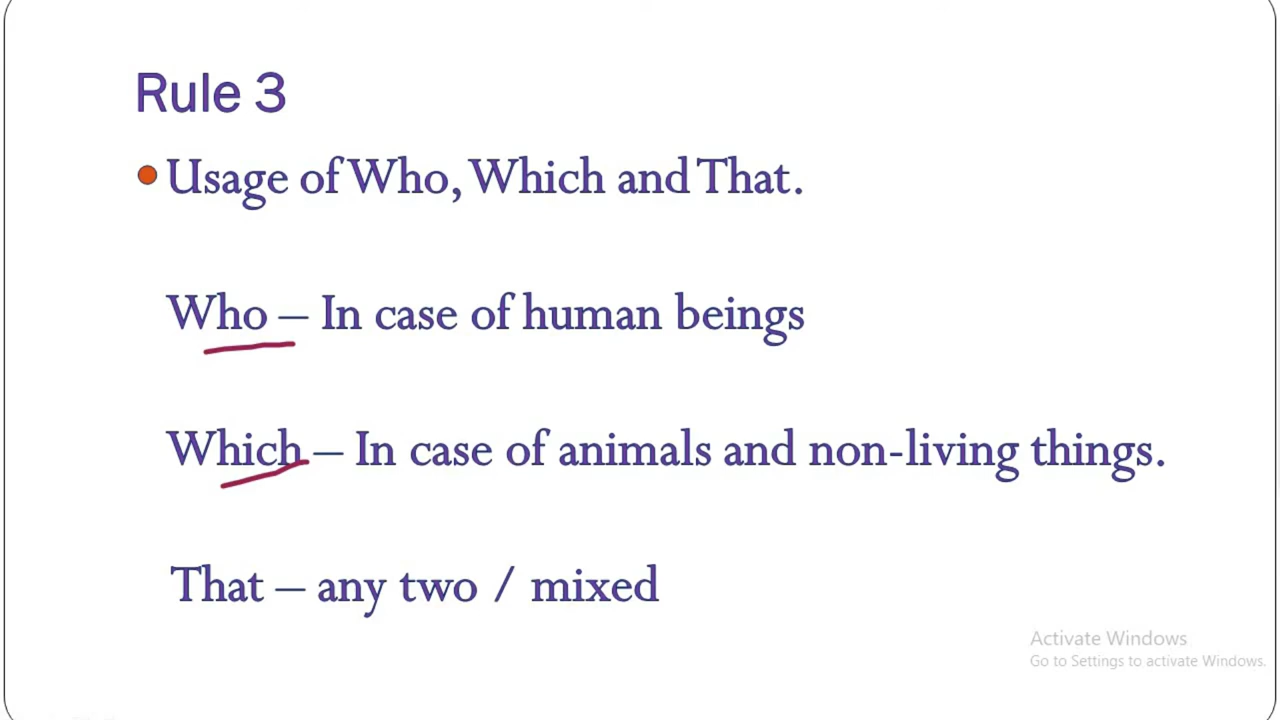 Rule 3
Usage of Who, Which and That.
Who – In case of human beings
Which – In case of animals and non-living things.
That – any two / mixed
Activate Windows
Go to Settings to activate Windows.